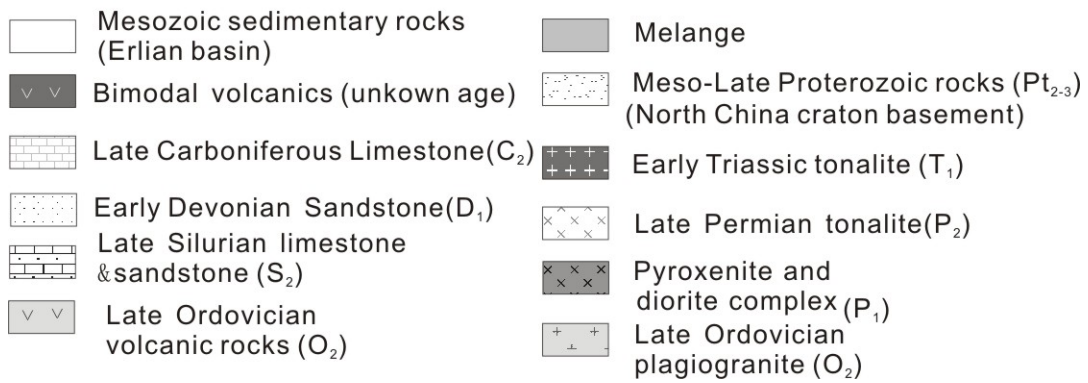 Mesozoic sedimentary rocks
(Erlian basin)
Bimodal volcanics (unkown age)
Late Carboniferous Limestone(C₂)
Early Devonian Sandstone(D₁)
Late Silurian limestone
&sandstone (S₂)
Late Ordovician
volcanic rocks (O₂)
Melange
Meso-Late Proterozoic rocks (Pt₂₋₃)
(North China craton basement)
Early Triassic tonalite (T₁)
Late Permian tonalite(P₂)
Pyroxenite and
diorite complex (P₁)
Late Ordovician
plagiogranite (O₂)